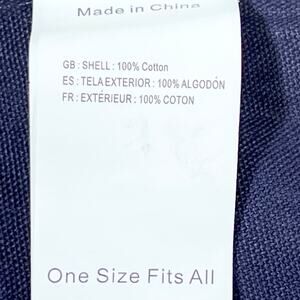 Made in China
GB : SHELL : 100% Cotton
ES : TELA EXTERIOR : 100% ALGODÓN
FR : EXTÉRIEUR : 100% COTON
One Size Fits All